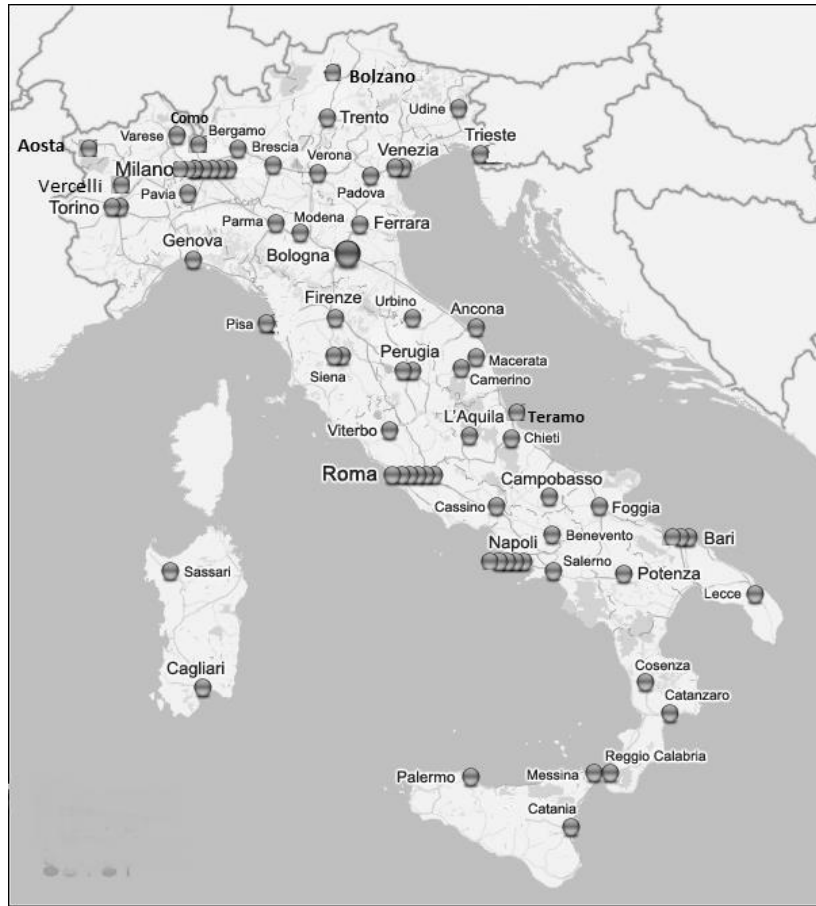 Bolzano
Udine
Como
Trento
Varese
Bergamo
Trieste
Aosta
Brescia
Verona
Venezia
Milano
Vercelli
Padova
Pavia
Torino
Parma
Modena
Ferrara
Genova
Bologna
Firenze
Urbino
Ancona
Pisa
Perugia
Macerata
Siena
Camerino
L'Aquila
Teramo
Viterbo
Chieti
Roma
Campobasso
Cassino
Foggia
Napoli
Benevento
Bari
Sassari
Salerno
Potenza
Lecce
Cagliari
Cosenza
Catanzaro
Reggio Calabria
Palermo
Messina
Catania